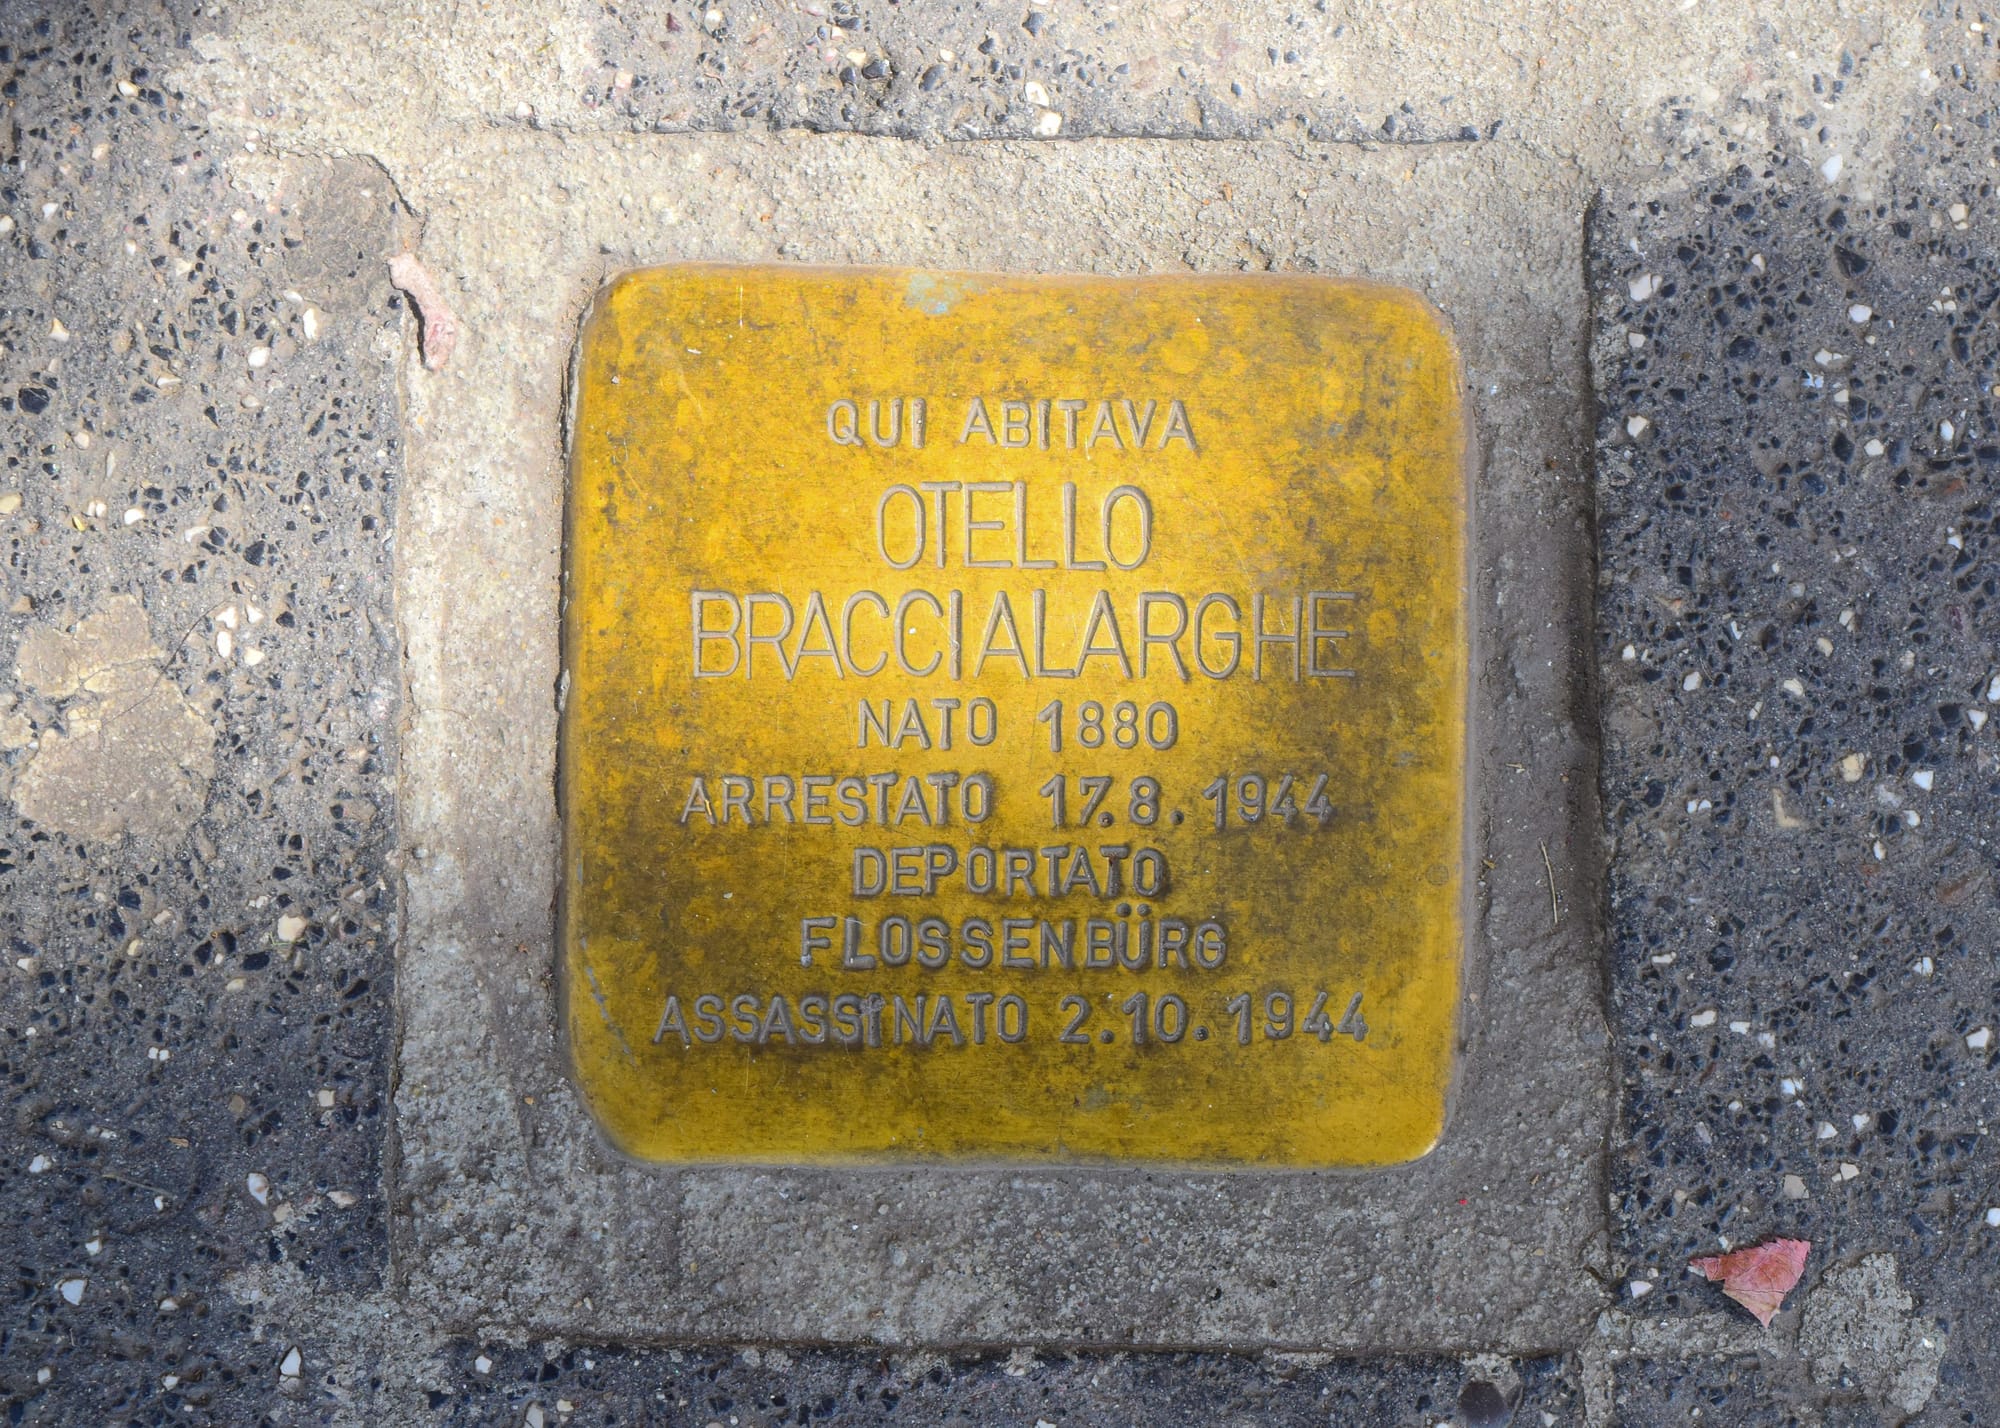 QUI ABITAVA
OTELLO
BRACCIALARGHE
NATO 1880
ARRESTATO 17.8.1944
DEPORTATO
FLOSSENBÜRG
ASSASSINATO 2.10.1944